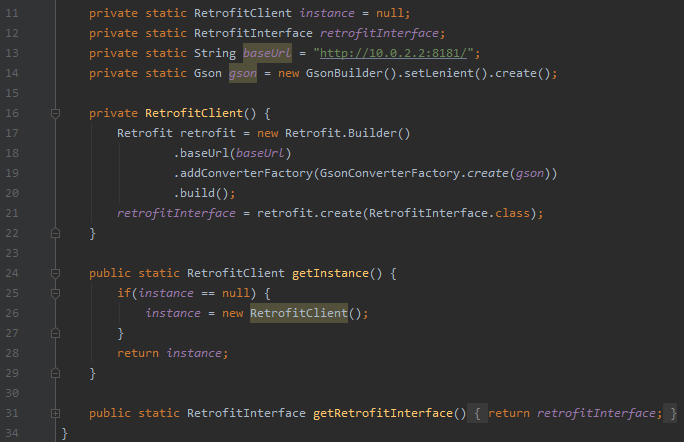 11 private static RetrofitClient instance = null;
12 private static RetrofitInterface retrofitInterface;
13 private static String baseUrl = "http://10.0.2.2:8181/";
14 private static Gson gson = new GsonBuilder().setLenient().create();
15
16 private RetrofitClient() {
17 Retrofit retrofit = new Retrofit.Builder()
18 .baseUrl(baseUrl)
19 .addConverterFactory(GsonConverterFactory.create(gson))
20 .build();
21 retrofitInterface = retrofit.create(RetrofitInterface.class);
22 }
23
24 public static RetrofitClient getInstance() {
25 if(instance == null) {
26 instance = new RetrofitClient();
27 }
28 return instance;
29 }
30
31 public static RetrofitInterface getRetrofitInterface() { return retrofitInterface; }
34 }